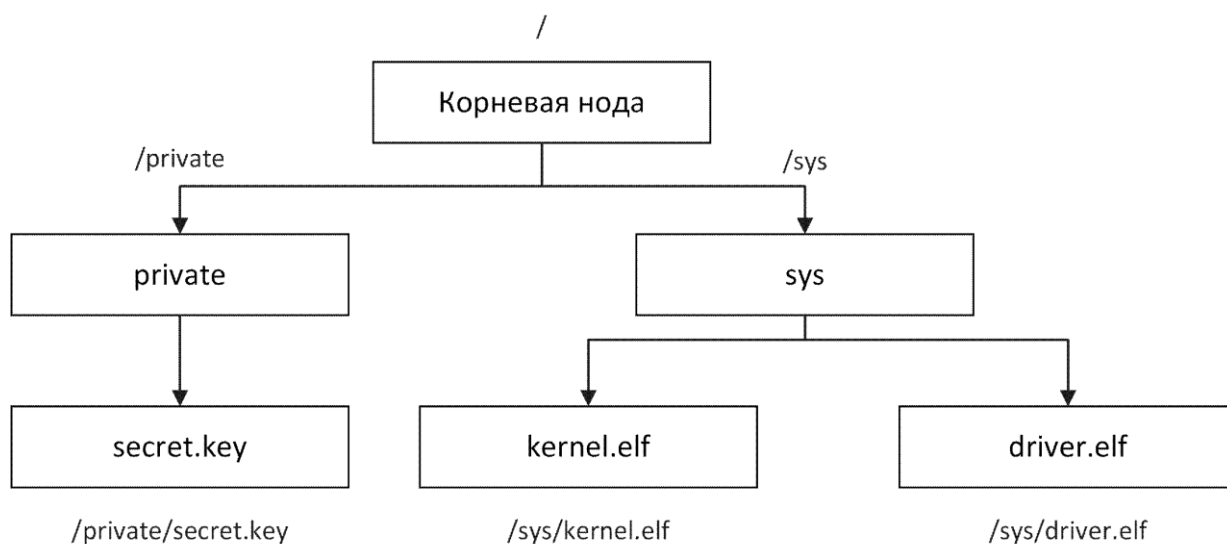 /
Корневая нода
/private
/sys
private
sys
secret.key
kernel.elf
driver.elf
/private/secret.key
/sys/kernel.elf
/sys/driver.elf